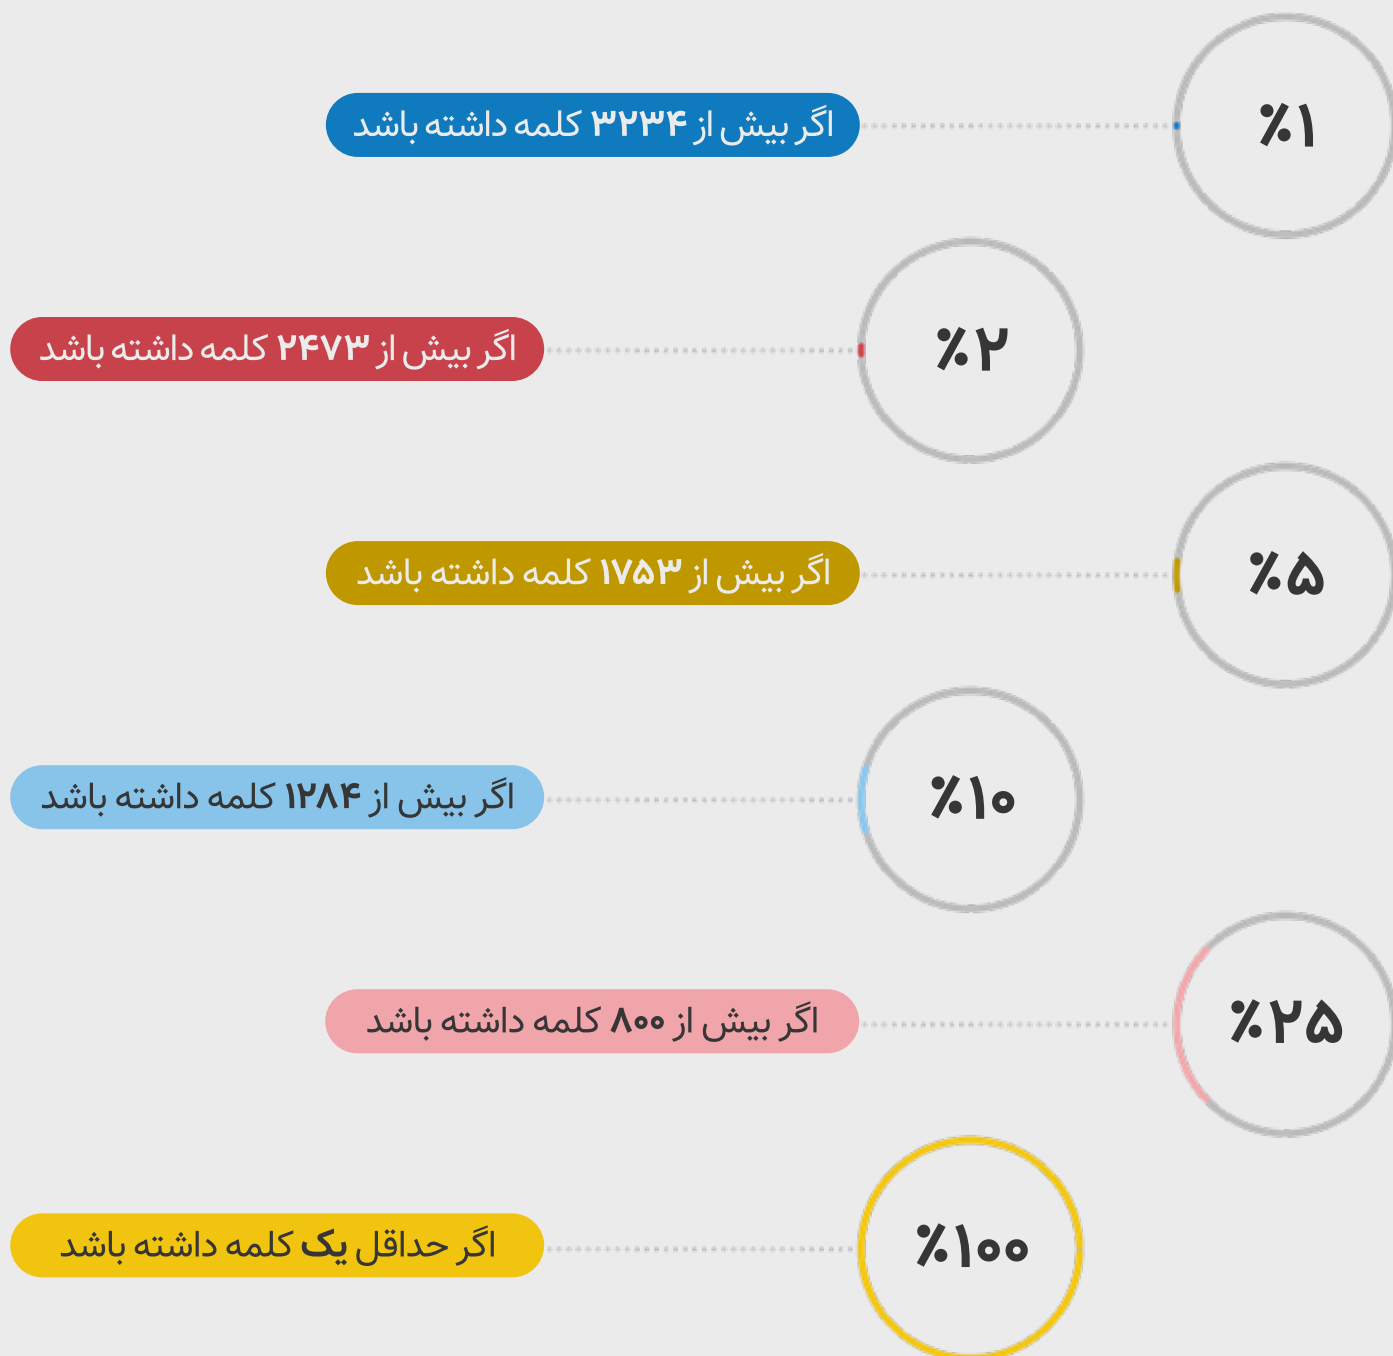 ٪۱
اگر بیش از ۳۲۳۴ کلمه داشته باشد
٪۲
اگر بیش از ۲۴۷۳ کلمه داشته باشد
٪۵
اگر بیش از ۱۷۵۳ کلمه داشته باشد
٪۱۰
اگر بیش از ۱۲۸۴ کلمه داشته باشد
٪۲۵
اگر بیش از ۸۰۰ کلمه داشته باشد
٪۱۰۰
اگر حداقل یک کلمه داشته باشد